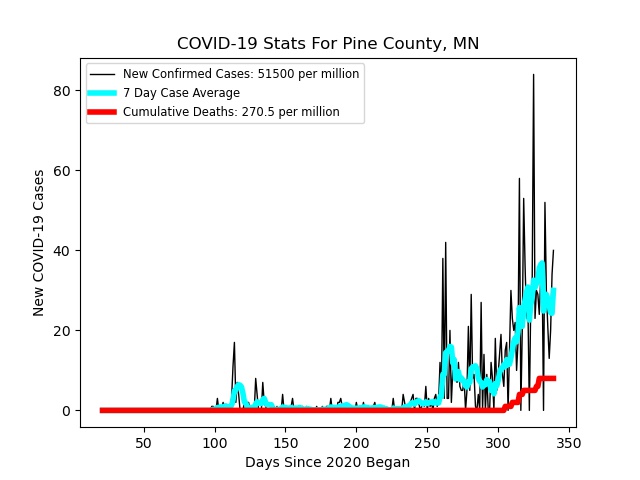 COVID-19 Stats For Pine County, MN
New Confirmed Cases: 51500 per million
7 Day Case Average
Cumulative Deaths: 270.5 per million
New COVID-19 Cases
80
60
40
20
0
50 100 150 200 250 300 350
Days Since 2020 Began